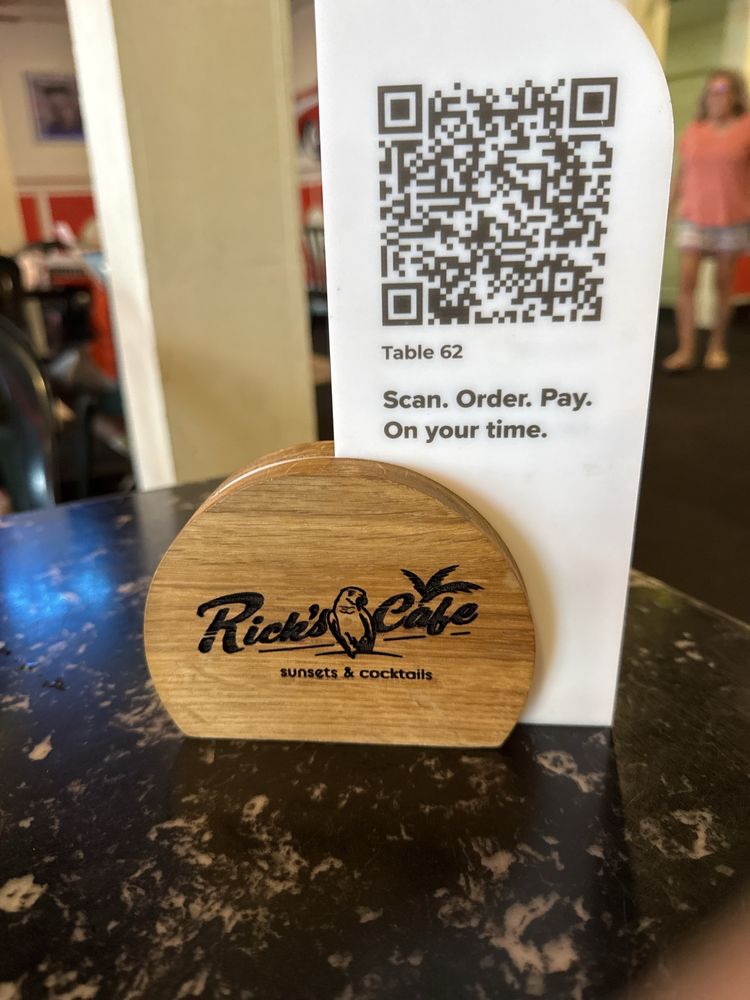 Table 62
Scan. Order. Pay.
On your time.
Rick's Cafe
sunsets & cocktails